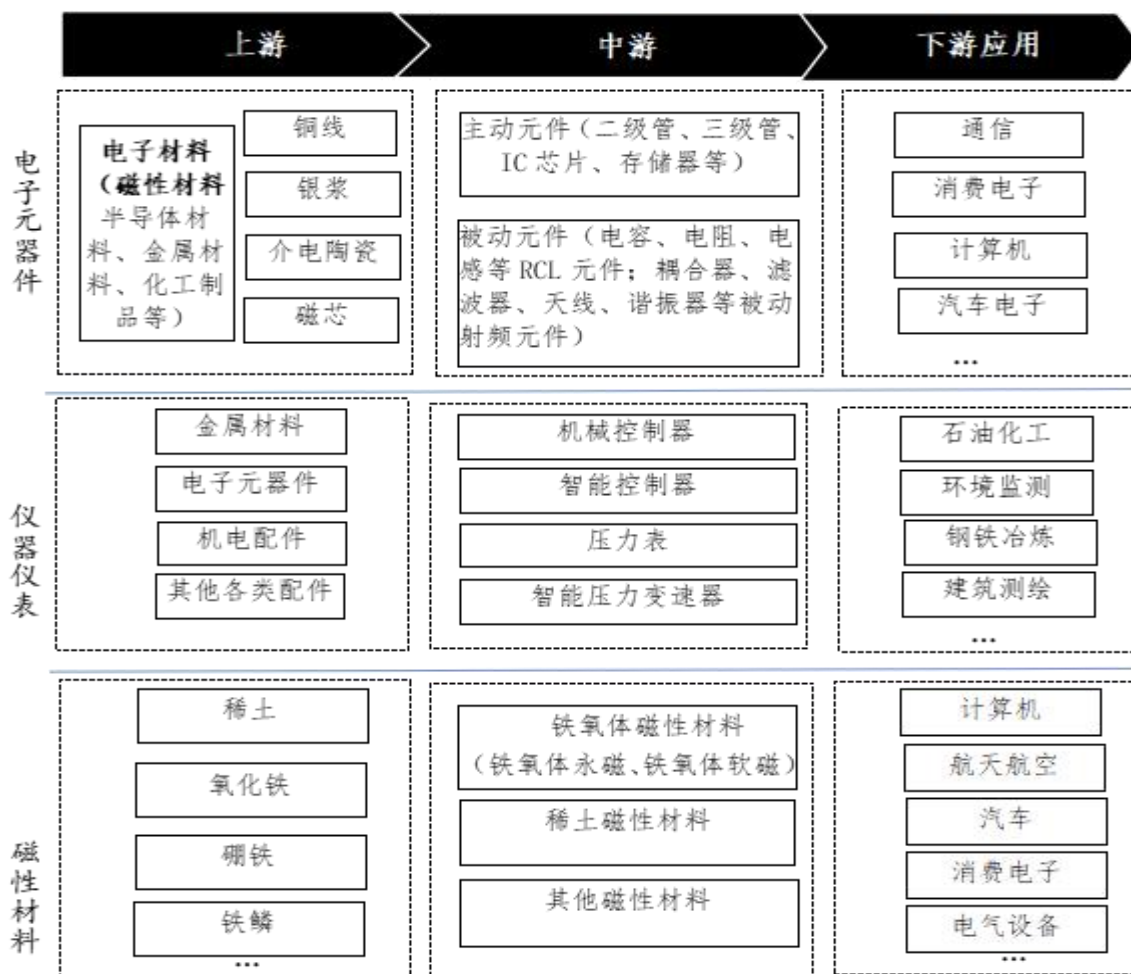 上游
中游
下游应用
电子元器件
电子材料
（磁性材料
半导体材
料、金属材
料、化工制
品等）
铜线
银浆
介电陶瓷
磁芯
主动元件（二级管、三级管、
IC 芯片、存储器等）
被动元件（电容、电阻、电
感等 RCL 元件；耦合器、滤
波器、天线、谐振器等被动
射频元件）
通信
消费电子
计算机
汽车电子
...
仪器仪表
金属材料
电子元器件
机电配件
其他各类配件
机械控制器
智能控制器
压力表
智能压力变速器
石油化工
环境监测
钢铁冶炼
建筑测绘
...
磁性材料
稀土
氧化铁
硼铁
铁鳞
...
铁氧体磁性材料
（铁氧体永磁、铁氧体软磁）
稀土磁性材料
其他磁性材料
计算机
航天航空
汽车
消费电子
电气设备
...